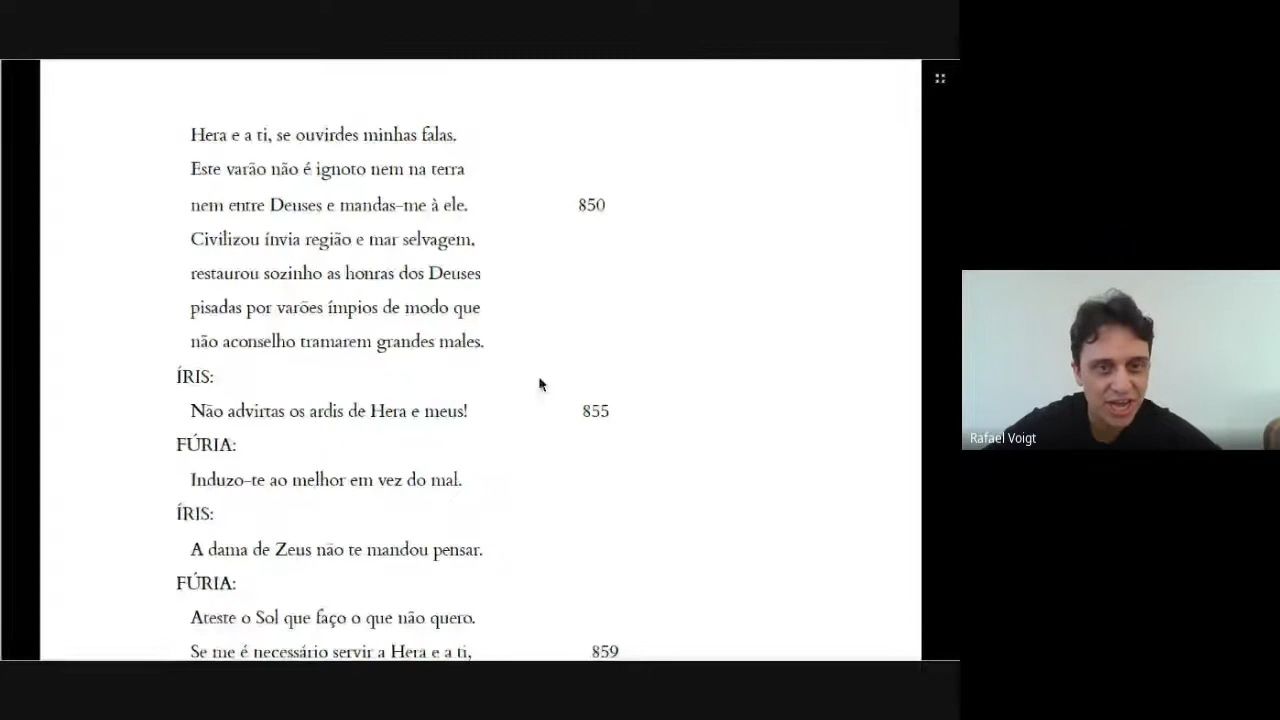 Hera e a ti, se ouvirdes minhas falas.
Este varão não é ignoto nem na terra
nem entre Deuses e mandas-me à ele. 850
Civilizou ínvia região e mar selvagem,
restaurou sozinho as honras dos Deuses
pisadas por varões ímpios de modo que
não aconselho tramarem grandes males.
ÍRIS:
Não advirtas os ardis de Hera e meus! 855
FÚRIA:
Induzo-te ao melhor em vez do mal.
ÍRIS:
A dama de Zeus não te mandou pensar.
FÚRIA:
Ateste o Sol que faço o que não quero.
Se me é necessário servir a Hera e a ti, 859
Rafael Voigt